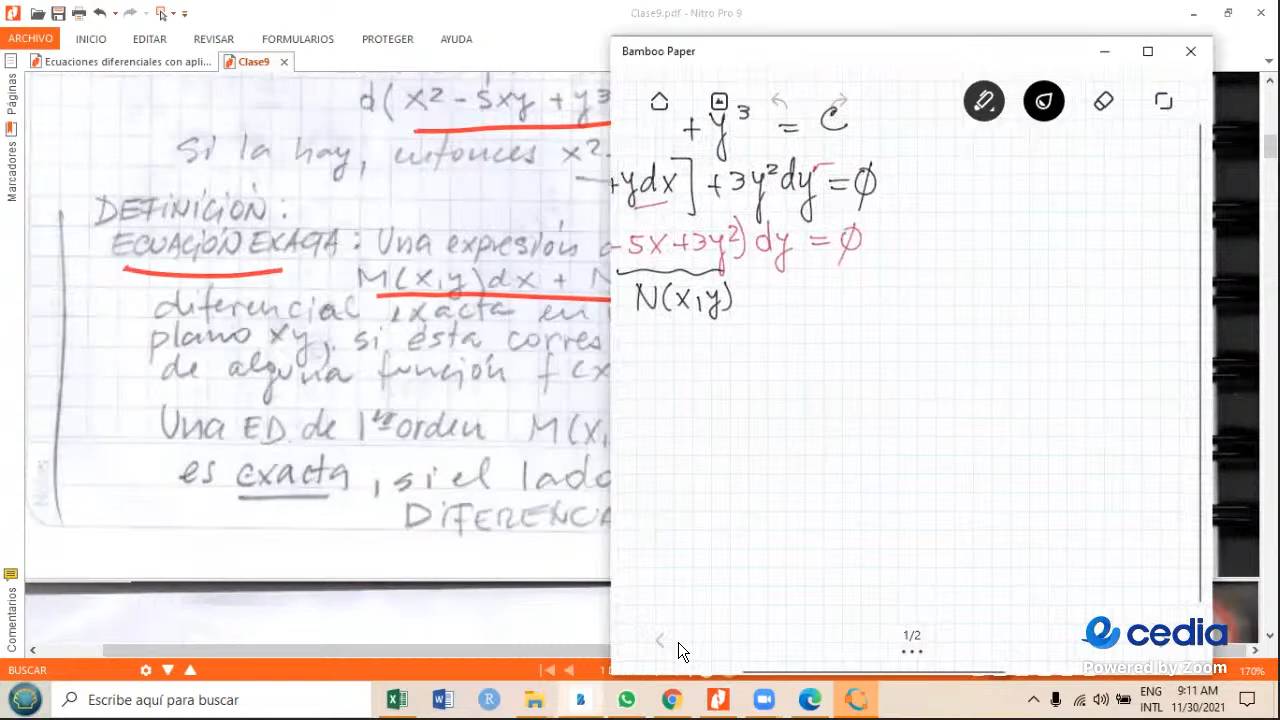 Clase9.pdf - Nitro Pro 9
ARCHIVO INICIO EDITAR REVISAR FORMULARIOS PROTEGER AYUDA
Ecuaciones diferenciales con apli... Clase9
Páginas
Marcadores
Comentarios
d(x2 - 5xy + y3
Si la hay, entonces x2-
DEFINICIÓN:
ECUACIÓN EXACTA: Una expresión
M(x,y)dx + N
diferencial exacta en
plano xy, si ésta corres
de alguna función f(x
Una ED. de 1er orden M(x,
es exacta, si el lado
DIFERENCIA
Bamboo Paper
+ y³ = C
+ydx] + 3y²dy = ∅
- 5x + 3y²) dy = ∅
N(x,y)
1/2
cedia
Powered by Zoom
BUSCAR
170%
Escribe aquí para buscar
ENG
INTL
9:11 AM
11/30/2021